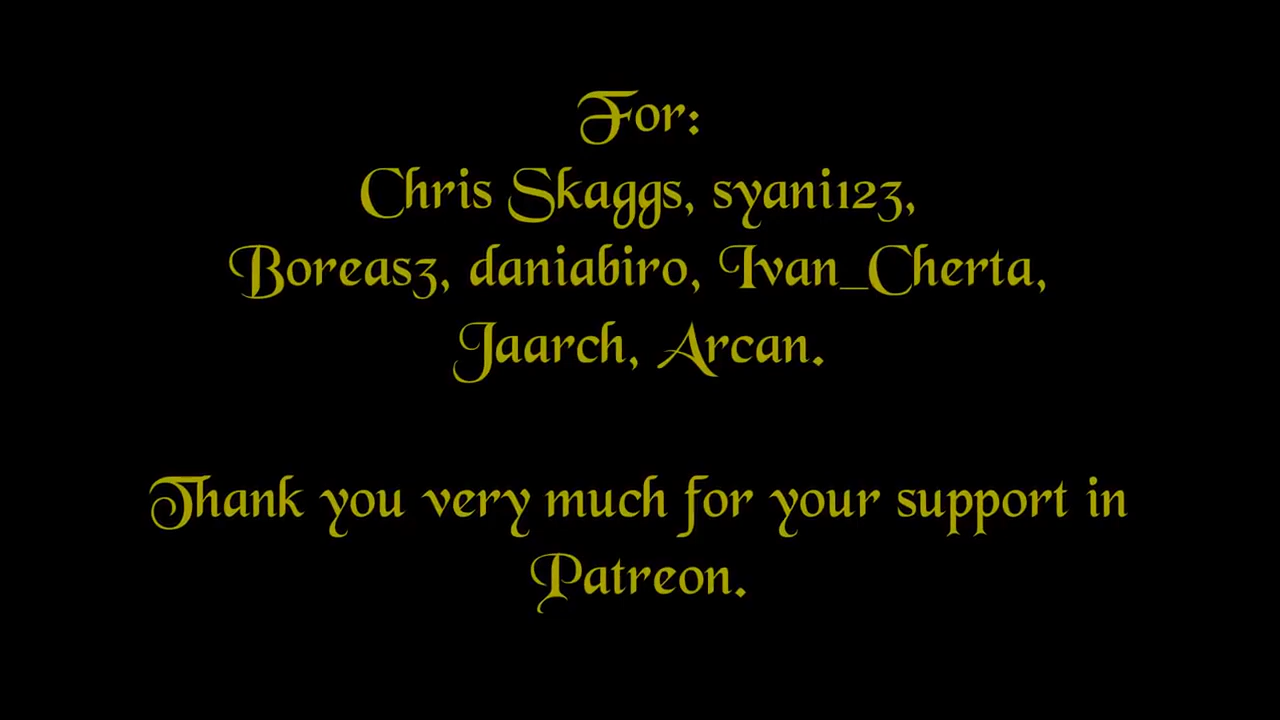 For:
Chris Skaggs, syani123,
Boreas3, daniabiro, Ivan_Cherta,
Jaarch, Arcan.
Thank you very much for your support in
Patreon.